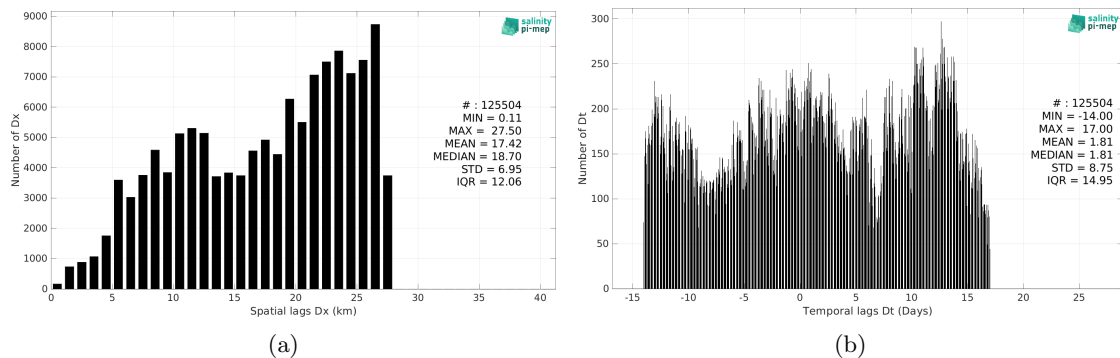 9000
8000
7000
6000
5000
4000
3000
2000
1000
0
Number of Dx
0 5 10 15 20 25 30 35 40
Spatial lags Dx (km)
salinity
pi-mep
# : 125504
MIN = 0.11
MAX = 27.50
MEAN = 17.42
MEDIAN = 18.70
STD = 6.95
IQR = 12.06
(a)
300
250
200
150
100
50
0
Number of Dt
-15 -10 -5 0 5 10 15 20 25
Temporal lags Dt (Days)
salinity
pi-mep
# : 125504
MIN = -14.00
MAX = 17.00
MEAN = 1.81
MEDIAN = 1.81
STD = 8.75
IQR = 14.95
(b)